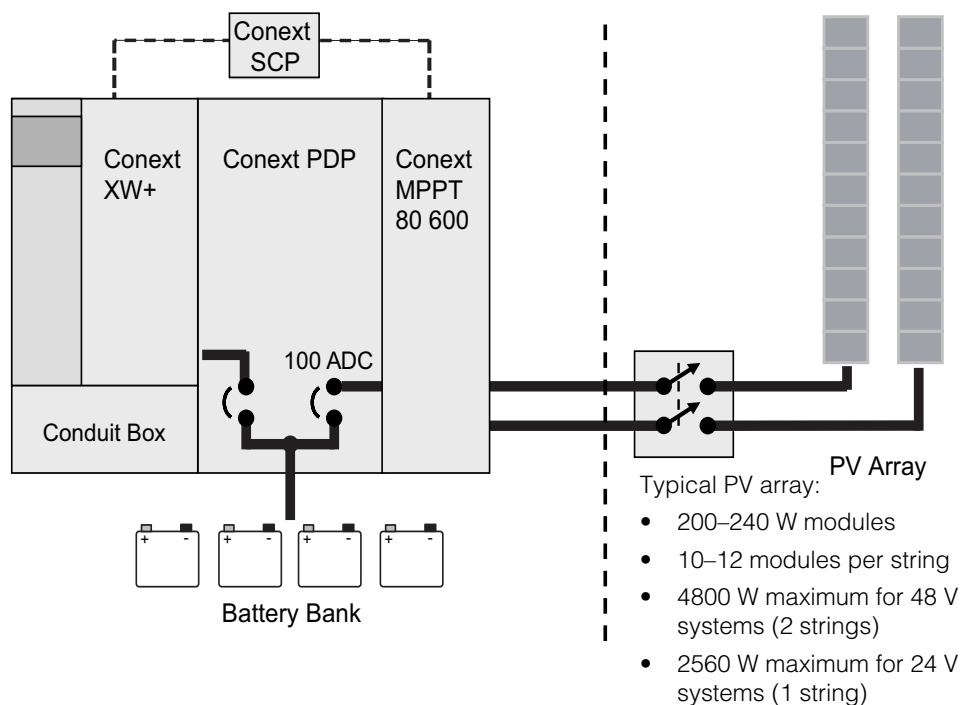 Conext
SCP
Conext
XW+
Conext PDP
Conext
MPPT
80 600
100 ADC
Conduit Box
+ -
+ -
+ -
+ -
Battery Bank
PV Array
Typical PV array:
• 200–240 W modules
• 10–12 modules per string
• 4800 W maximum for 48 V
systems (2 strings)
• 2560 W maximum for 24 V
systems (1 string)